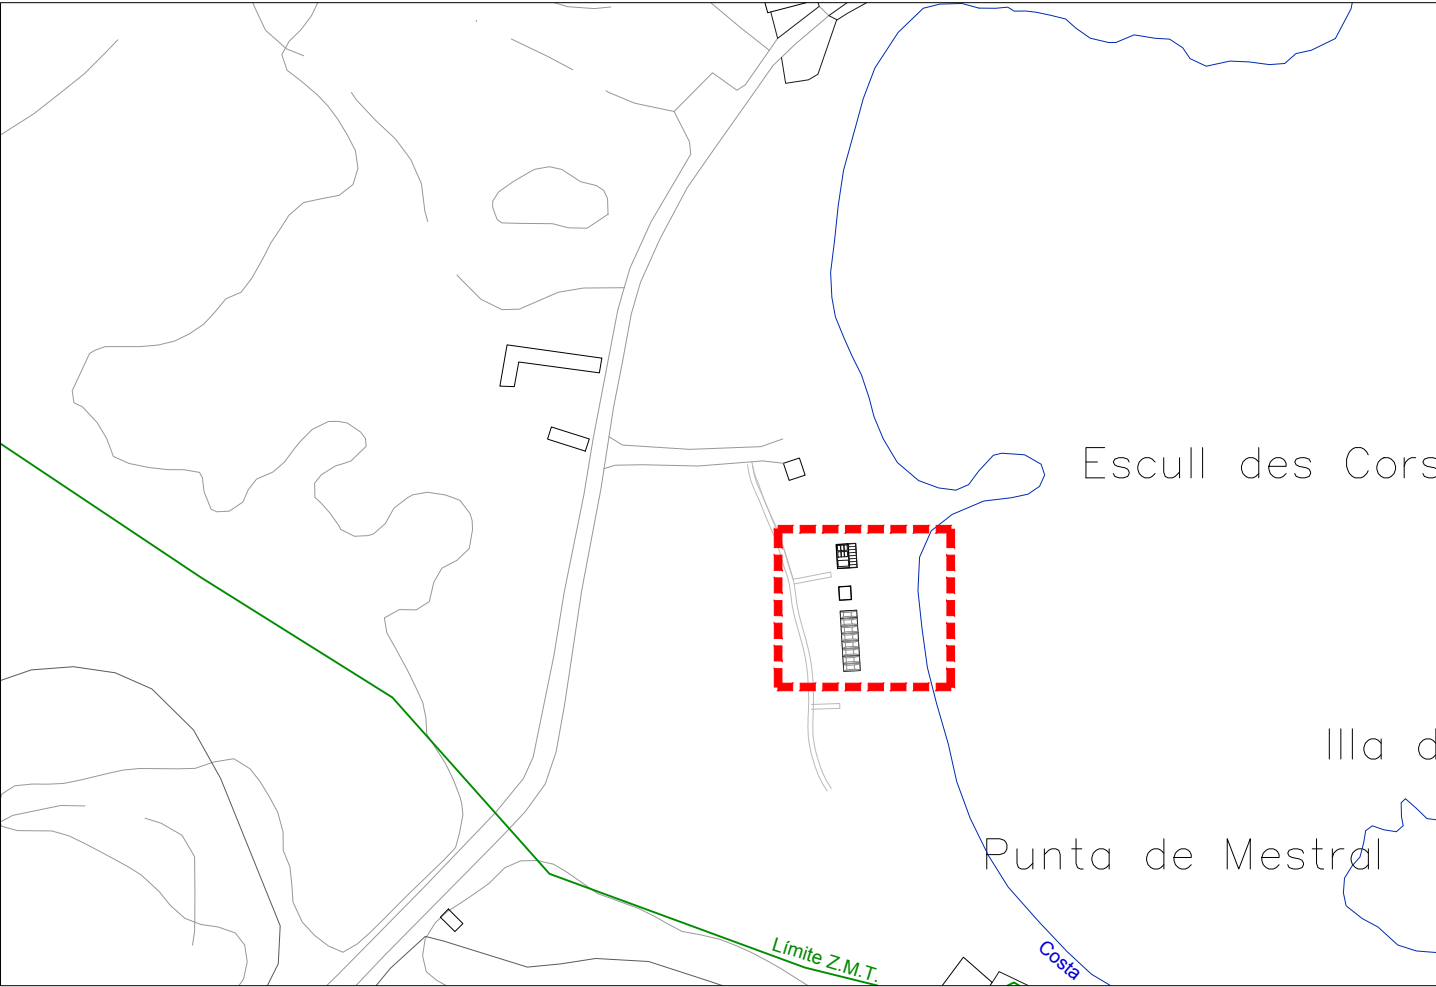 Escull des Cors
Illa d
Punta de Mestral
Límite Z.M.T.
Costa